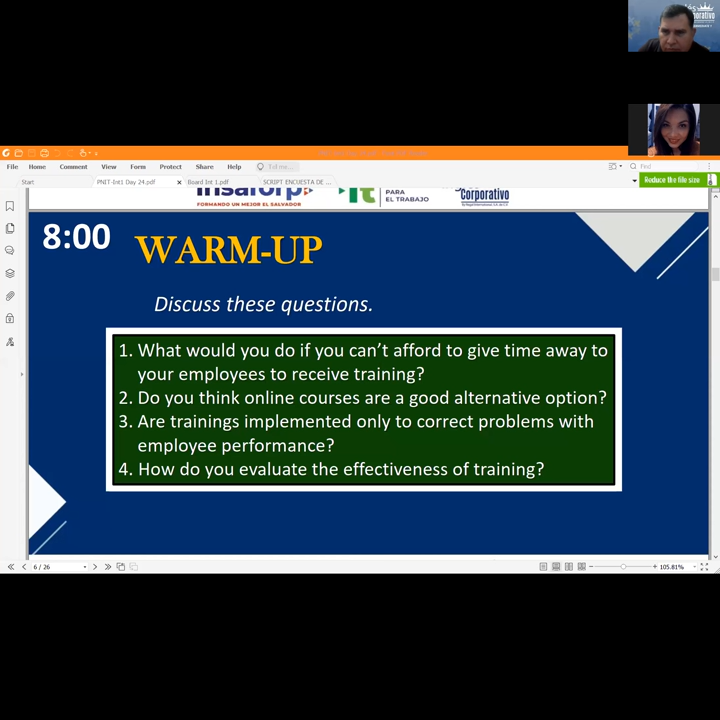 File Home Comment View Form Protect Share Help Tell me... Find
Reduce the file size
Start PNIT-Int1 Day 24.pdf Board Int 1.pdf SCRIPT ENCUESTA DE ...
FORMANDO UN MEJOR EL SALVADOR
PARA
EL TRABAJO
Corporativo
8:00
WARM-UP
Discuss these questions.
1. What would you do if you can't afford to give time away to
your employees to receive training?
2. Do you think online courses are a good alternative option?
3. Are trainings implemented only to correct problems with
employee performance?
4. How do you evaluate the effectiveness of training?
6 / 26
105.81%